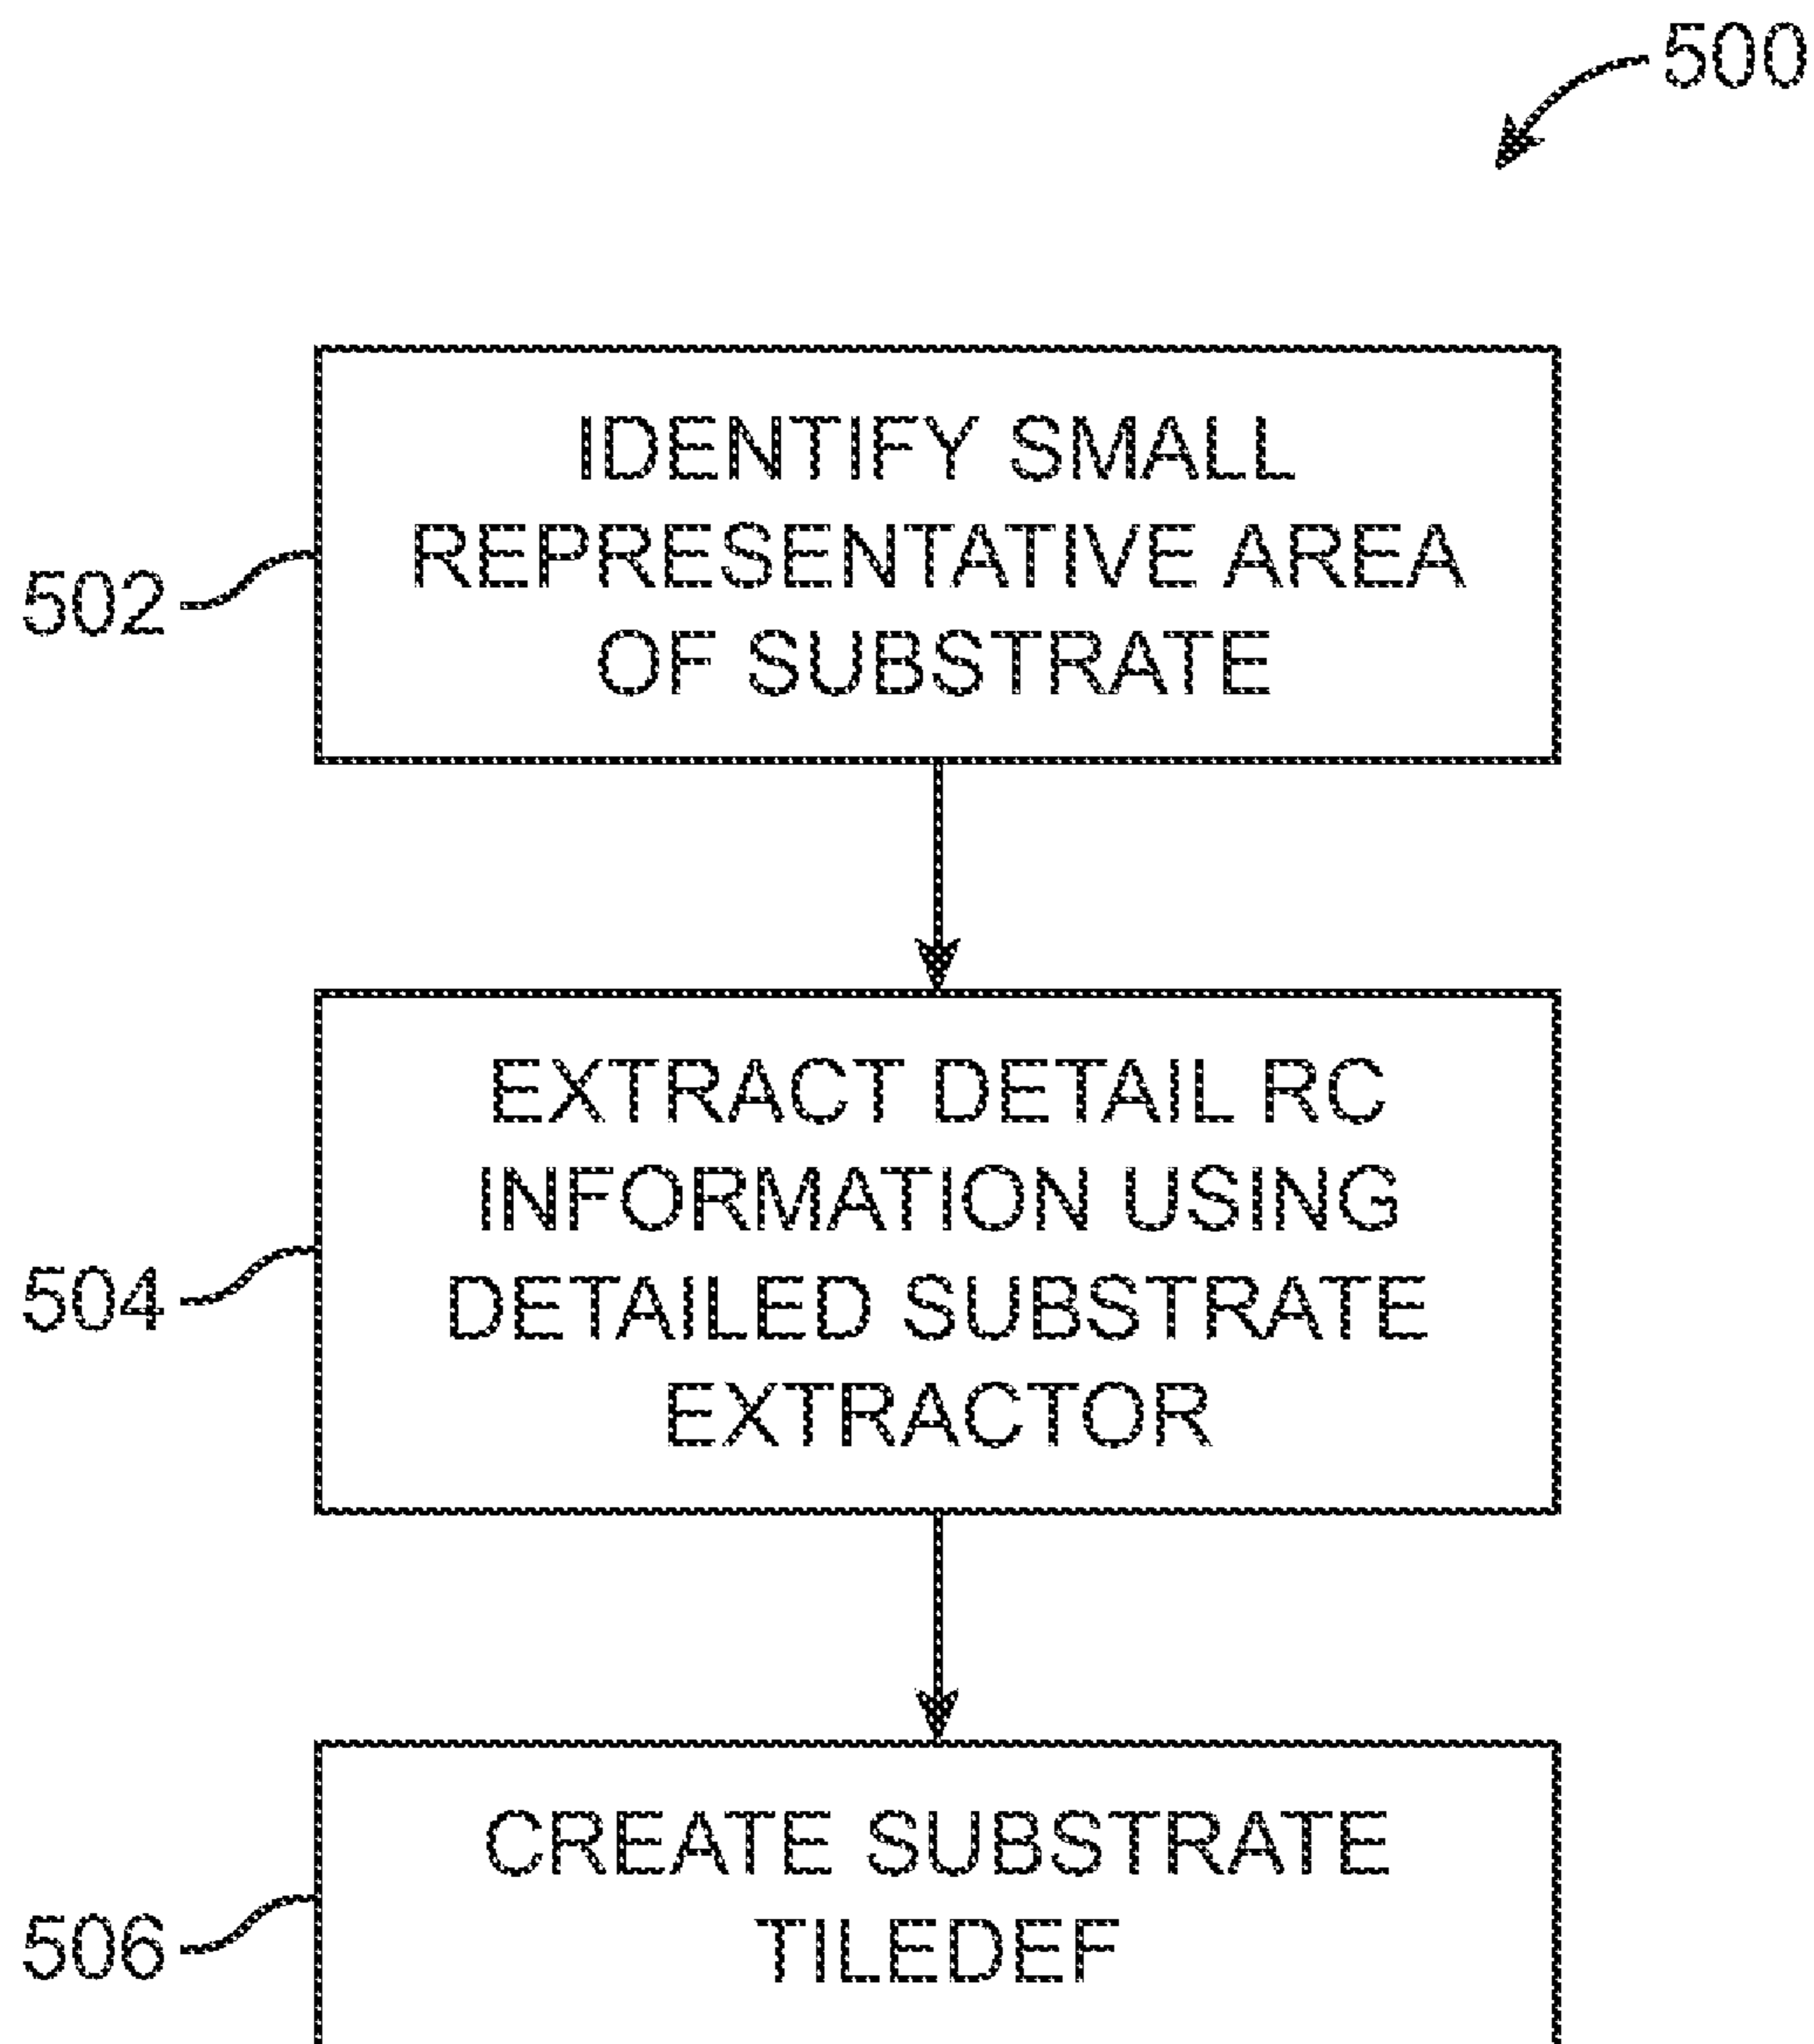 500
IDENTIFY SMALL
REPRESENTATIVE AREA
OF SUBSTRATE
502
EXTRACT DETAIL RC
INFORMATION USING
DETAILED SUBSTRATE
EXTRACTOR
504
CREATE SUBSTRATE
TILEDEF
506